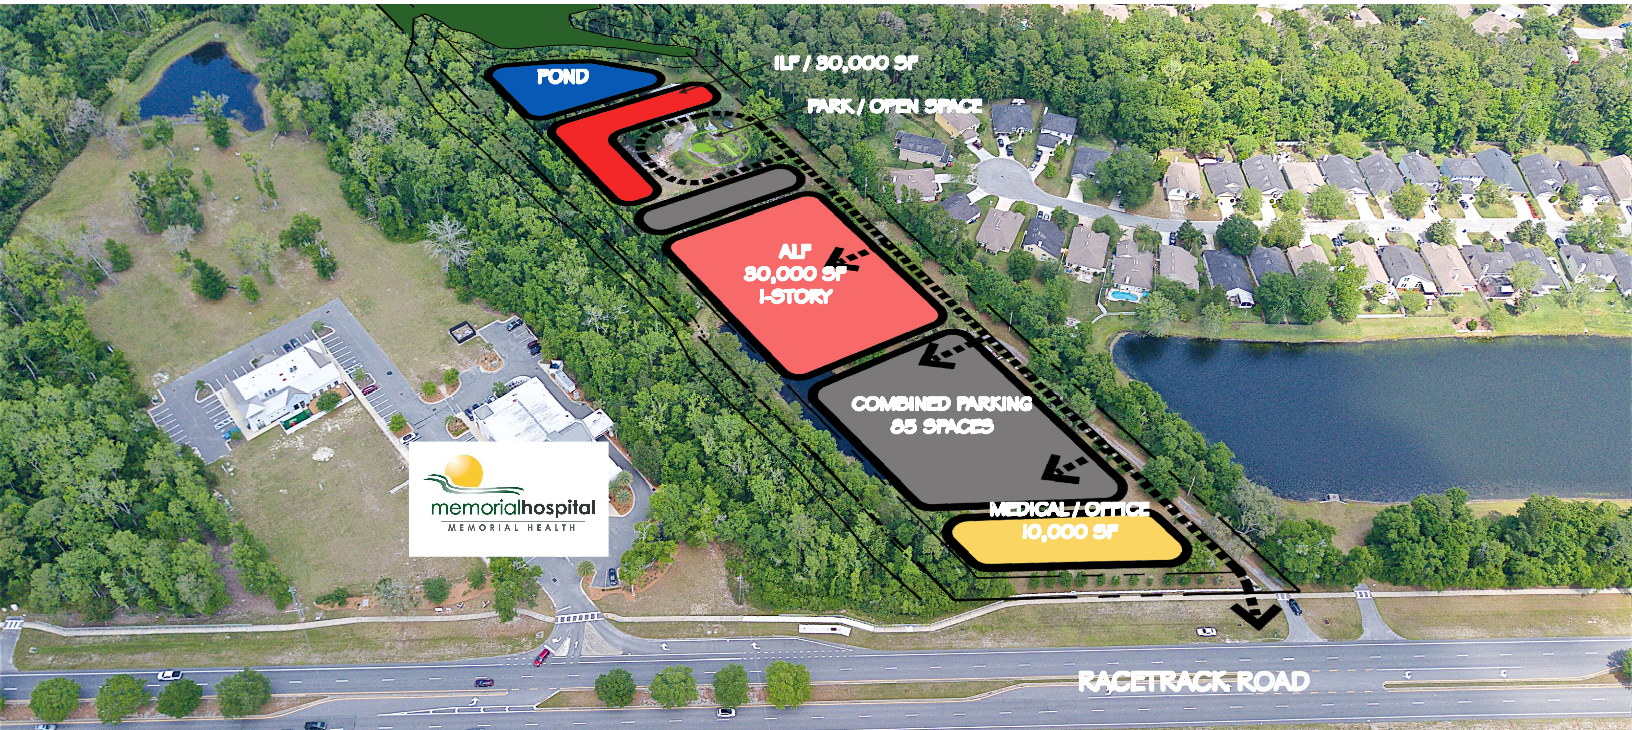 ILF / 80,000 SF
POND
PARK / OPEN SPACE
ALF
80,000 SF
1-STORY
COMBINED PARKING
85 SPACES
memorialhospital
MEMORIAL HEALTH
MEDICAL / OFFICE
10,000 SF
RACETRACK ROAD